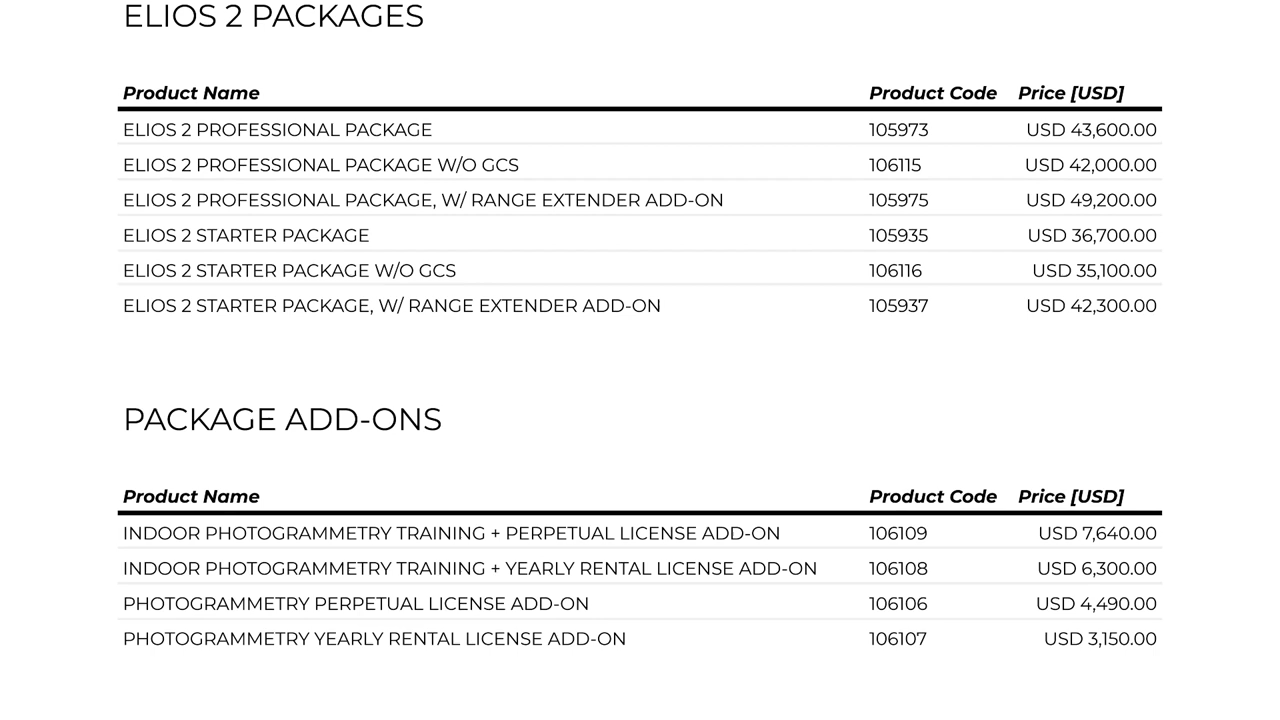 ELIOS 2 PACKAGES
Product Name Product Code Price [USD]
ELIOS 2 PROFESSIONAL PACKAGE 105973 USD 43,600.00
ELIOS 2 PROFESSIONAL PACKAGE W/O GCS 106115 USD 42,000.00
ELIOS 2 PROFESSIONAL PACKAGE, W/ RANGE EXTENDER ADD-ON 105975 USD 49,200.00
ELIOS 2 STARTER PACKAGE 105935 USD 36,700.00
ELIOS 2 STARTER PACKAGE W/O GCS 106116 USD 35,100.00
ELIOS 2 STARTER PACKAGE, W/ RANGE EXTENDER ADD-ON 105937 USD 42,300.00
PACKAGE ADD-ONS
Product Name Product Code Price [USD]
INDOOR PHOTOGRAMMETRY TRAINING + PERPETUAL LICENSE ADD-ON 106109 USD 7,640.00
INDOOR PHOTOGRAMMETRY TRAINING + YEARLY RENTAL LICENSE ADD-ON 106108 USD 6,300.00
PHOTOGRAMMETRY PERPETUAL LICENSE ADD-ON 106106 USD 4,490.00
PHOTOGRAMMETRY YEARLY RENTAL LICENSE ADD-ON 106107 USD 3,150.00